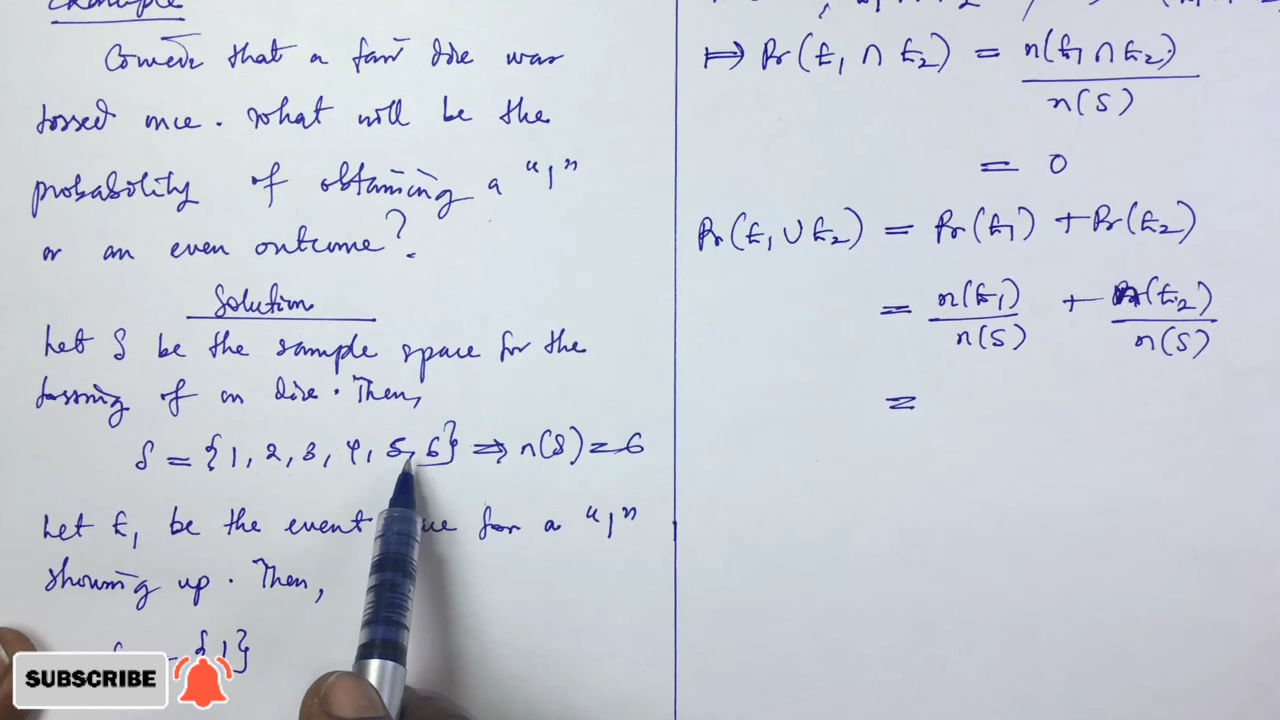 Example
Consider that a fair die was
tossed once. What will be the
probability of obtaining a "1"
or an even outcome?
Solution
Let S be the sample space for the
tossing of an die. Then,
S = {1, 2, 3, 4, 5, 6} ⇒ n(S) = 6
Let E₁ be the event for a "1"
showing up. Then,
= {1}
SUBSCRIBE
⇒ Pr(E₁ ∩ E₂) = n(E₁ ∩ E₂)
n(S)
= 0
Pr(E₁ ∪ E₂) = Pr(E₁) + Pr(E₂)
= n(E₁) + n(E₂)
n(S) n(S)
=